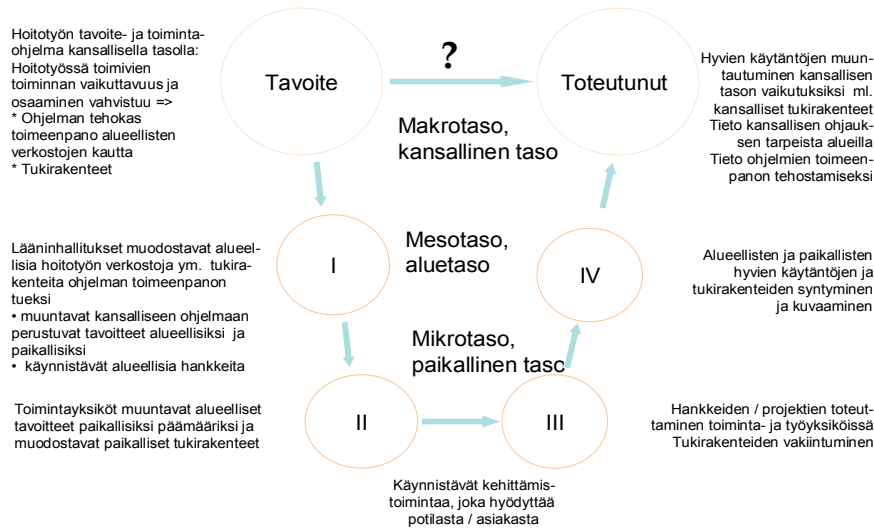 Hoitotyön tavoite- ja toiminta-
ohjelma kansallisella tasolla:
Hoitotyössä toimivien
toiminnan vaikuttavuus ja
osaaminen vahvistuu =>
* Ohjelman tehokas
toimeenpano alueellisten
verkostojen kautta
* Tukirakenteet
Tavoite
?
Toteutunut
Makrotaso,
kansallinen taso
Hyvien käytäntöjen muun-
tautuminen kansallisen
tason vaikutuksiksi ml.
kansalliset tukirakenteet
Tieto kansallisen ohjauk-
sen tarpeista alueilla
Tieto ohjelmien toimeen-
panon tehostamiseksi
Lääninhallitukset muodostavat alueel-
lisia hoitotyön verkostoja ym. tukira-
kenteita ohjelman toimeenpanon
tueksi
• muuntavat kansalliseen ohjelmaan
perustuvat tavoitteet alueellisiksi ja
paikallisiksi
• käynnistävät alueellisia hankkeita
I
Mesotaso,
aluetaso
IV
Alueellisten ja paikallisten
hyvien käytäntöjen ja
tukirakenteiden syntyminen
ja kuvaaminen
Mikrotaso,
paikallinen taso
Toimintayksiköt muuntavat alueelliset
tavoitteet paikallisiksi päämääriksi ja
muodostavat paikalliset tukirakenteet
II
III
Hankkeiden / projektien toteut-
taminen toiminta- ja työyksiköissä
Tukirakenteiden vakiintuminen
Käynnistävät kehittämis-
toimintaa, joka hyödyttää
potilasta / asiakasta